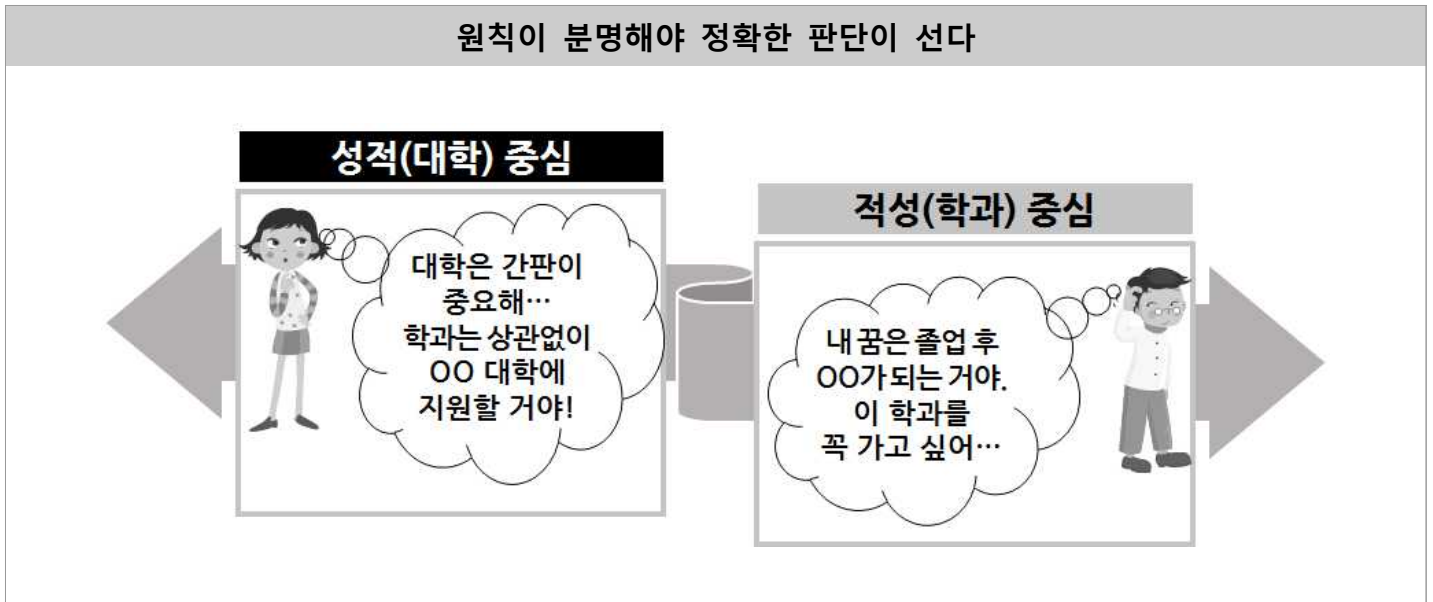 원칙이 분명해야 정확한 판단이 선다
성적(대학) 중심
대학은 간판이
중요해…
학과는 상관없이
OO 대학에
지원할 거야!
적성(학과) 중심
내 꿈은 졸업 후
OO가 되는 거야.
이 학과를
꼭 가고 싶어…